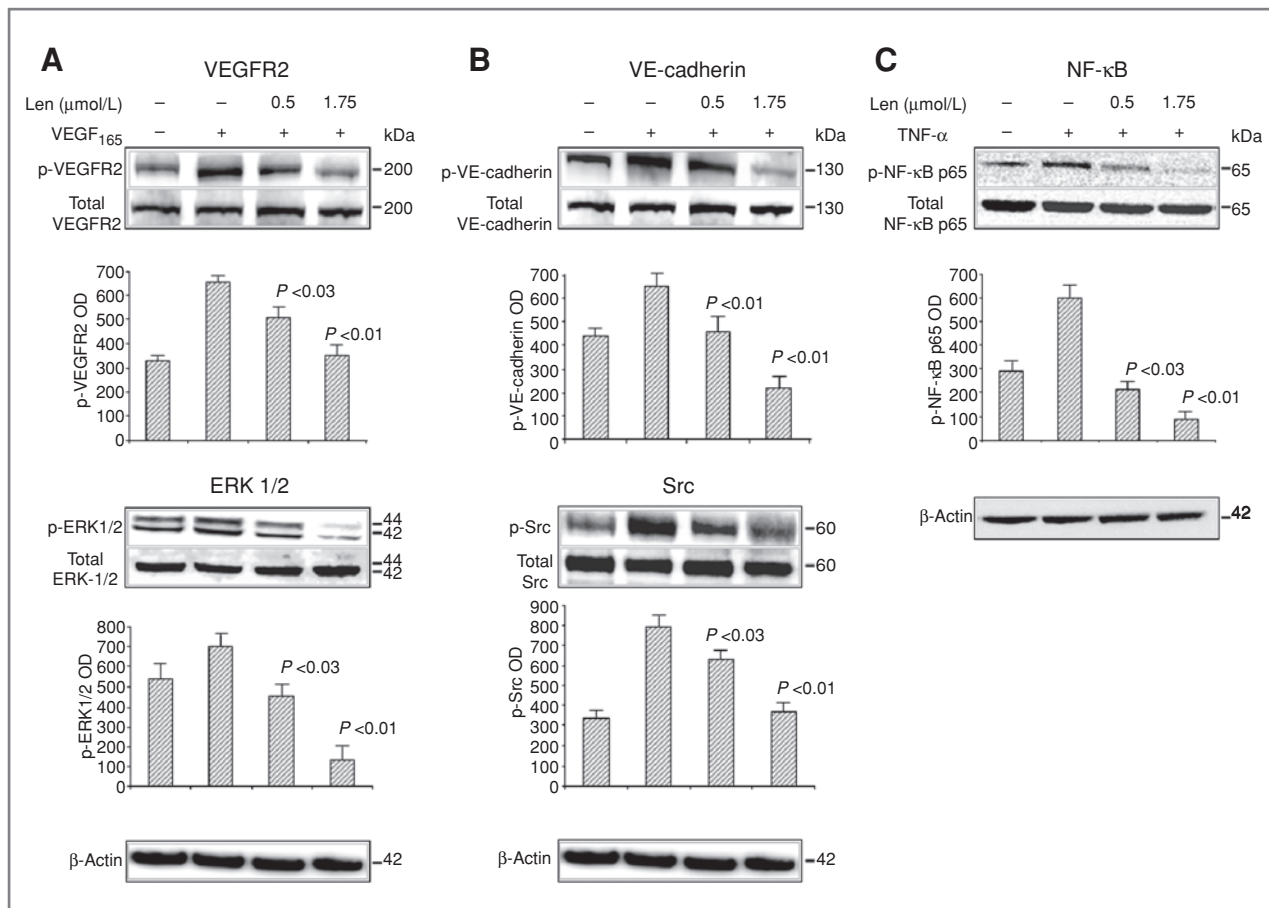 A
VEGFR2
Len (μmol/L) – – 0.5 1.75
VEGF165 – + + + kDa
p-VEGFR2 200
Total VEGFR2 200
p-VEGFR2 OD
700
600
500
400
300
200
100
0
P <0.03
P <0.01
ERK 1/2
p-ERK1/2 44
42
Total ERK-1/2 44
42
p-ERK1/2 OD
800
700
600
500
400
300
200
100
0
P <0.03
P <0.01
β-Actin 42
B
VE-cadherin
– – 0.5 1.75
– + + + kDa
p-VE-cadherin 130
Total VE-cadherin 130
p-VE-cadherin OD
700
600
500
400
300
200
100
0
P <0.01
P <0.01
Src
p-Src 60
Total Src 60
p-Src OD
900
800
700
600
500
400
300
200
100
0
P <0.03
P <0.01
β-Actin 42
C
NF-κB
Len (μmol/L) – – 0.5 1.75
TNF-α – + + + kDa
p-NF-κB p65 65
Total NF-κB p65 65
p-NF-κB p65 OD
700
600
500
400
300
200
100
0
P <0.03
P <0.01
β-Actin 42